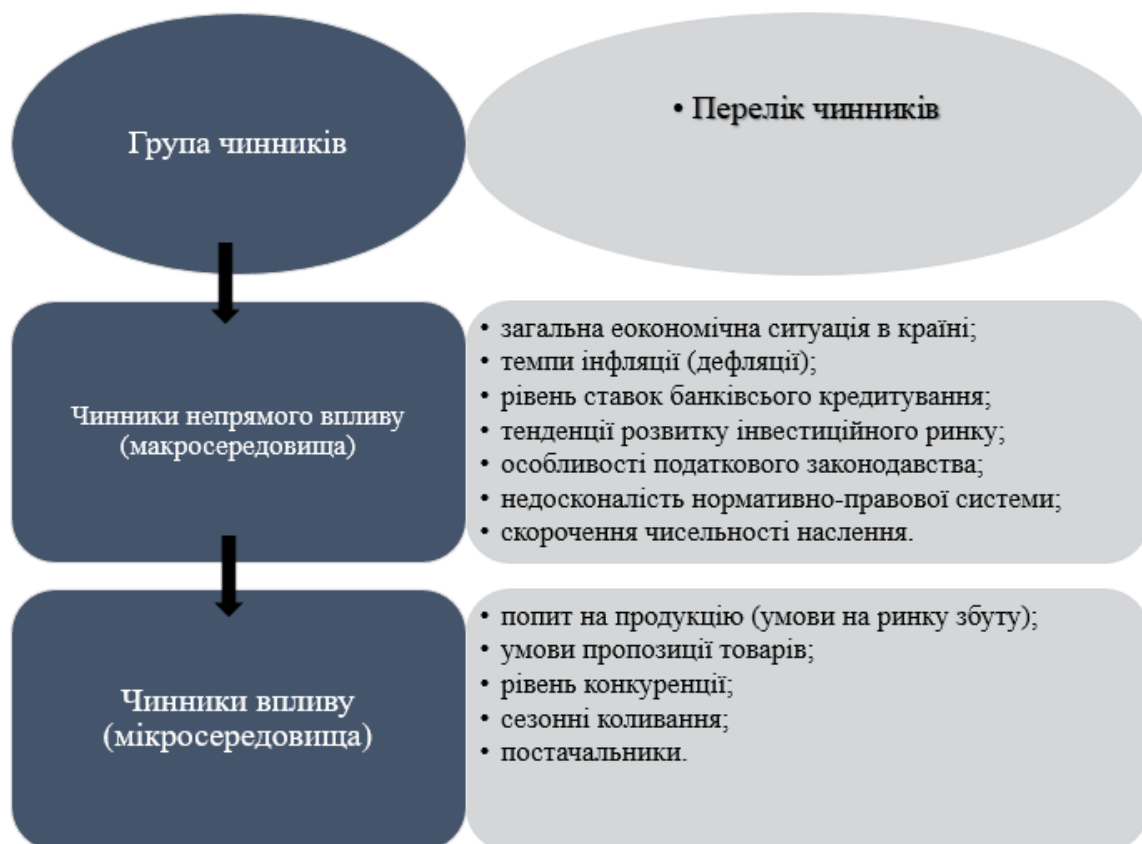 Група чинників
• Перелік чинників
Чинники непрямого впливу
(макросередовища)
• загальна еокономічна ситуація в країні;
• темпи інфляції (дефляції);
• рівень ставок банківсього кредитування;
• тенденції розвитку інвестиційного ринку;
• особливості податкового законодавства;
• недосконалість нормативно-правової системи;
• скорочення чисельності наслення.
Чинники впливу
(мікросередовища)
• попит на продукцію (умови на ринку збуту);
• умови пропозиції товарів;
• рівень конкуренції;
• сезонні коливання;
• постачальники.